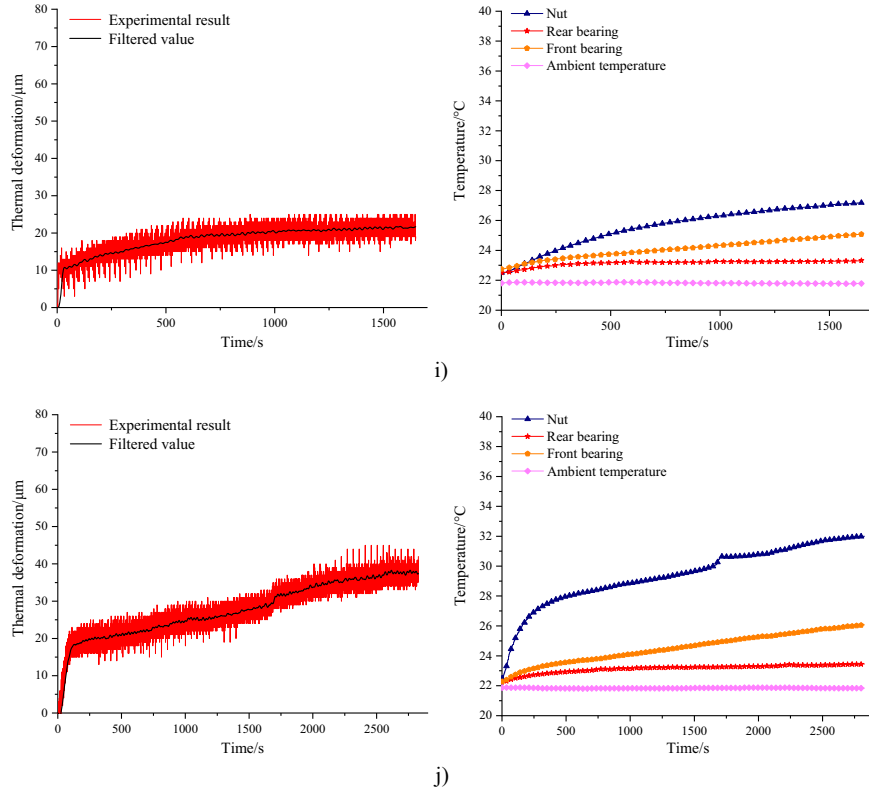 Experimental result
Filtered value
80
70
60
50
40
30
20
10
0
Thermal deformation/μm
0
500
1000
1500
Time/s
Nut
Rear bearing
Front bearing
Ambient temperature
40
38
36
34
32
30
28
26
24
22
20
Temperature/°C
0
500
1000
1500
Time/s
i)
Experimental result
Filtered value
80
70
60
50
40
30
20
10
0
Thermal deformation/μm
0
500
1000
1500
2000
2500
Time/s
Nut
Rear bearing
Front bearing
Ambient temperature
40
38
36
34
32
30
28
26
24
22
20
Temperature/°C
0
500
1000
1500
2000
2500
Time/s
j)